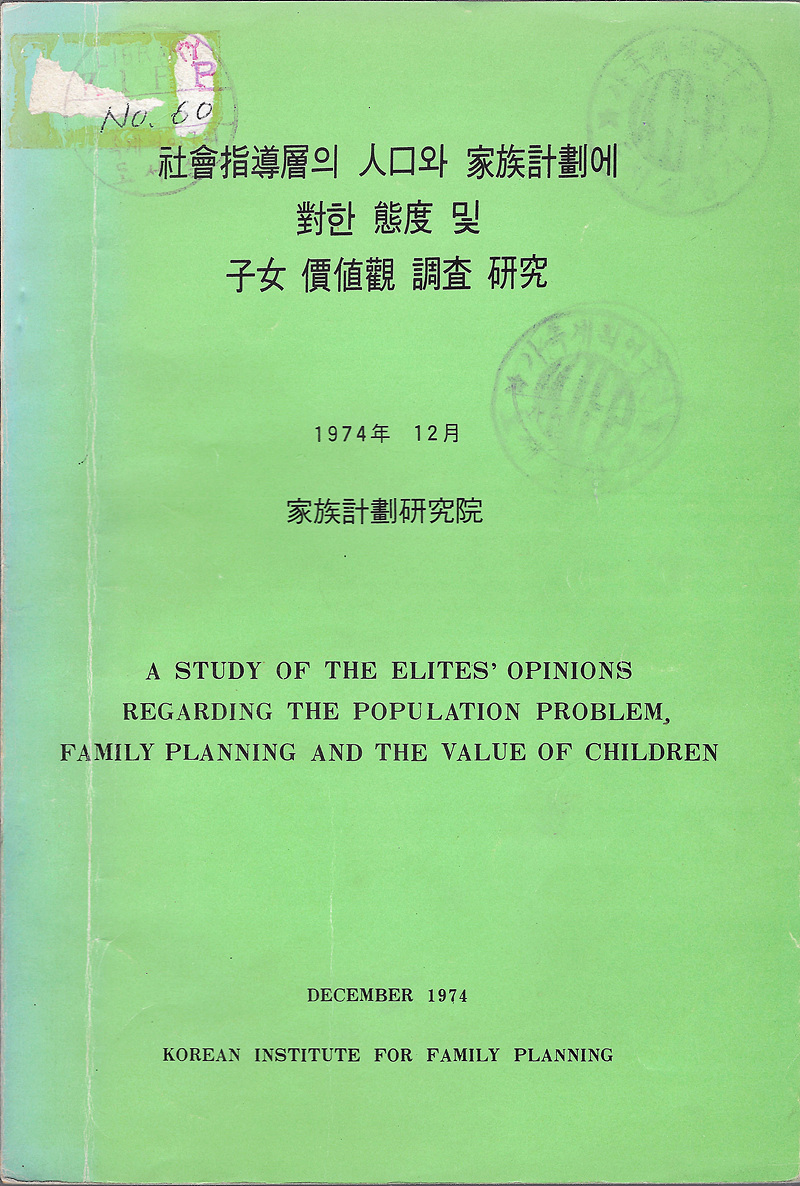 LIBRARY
No. 60
社會指導層의 人口와 家族計劃에
對한 態度 및
子女 價値觀 調査 研究
1974年 12月
家族計劃研究院
A STUDY OF THE ELITES' OPINIONS
REGARDING THE POPULATION PROBLEM,
FAMILY PLANNING AND THE VALUE OF CHILDREN
DECEMBER 1974
KOREAN INSTITUTE FOR FAMILY PLANNING